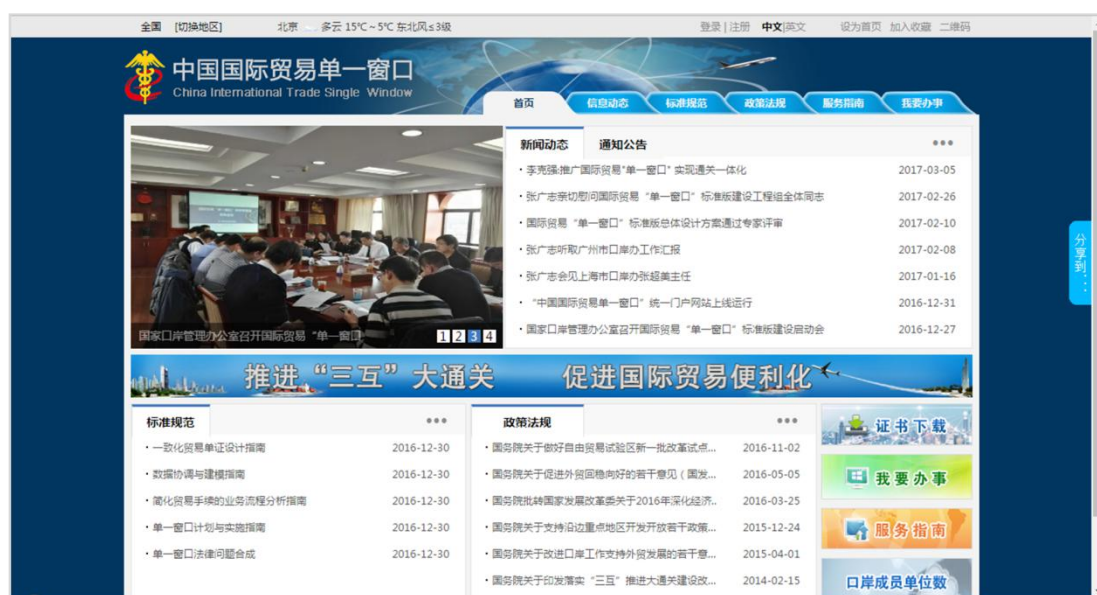 全国 [切换地区] 北京 多云 15℃~5℃ 东北风≤3级 登录 | 注册 中文|英文 设为首页 加入收藏 二维码
中国国际贸易单一窗口
China International Trade Single Window
首页 信息动态 标准规范 政策法规 服务指南 我要办事
新闻动态 通知公告
·李克强:推广国际贸易"单一窗口" 实现通关一体化 2017-03-05
·张广志亲切慰问国际贸易“单一窗口”标准版建设工程组全体同志 2017-02-26
·国际贸易“单一窗口”标准版总体设计方案通过专家评审 2017-02-10
·张广志听取广州市口岸办工作汇报 2017-02-08
·张广志会见上海市口岸办张超美主任 2017-01-16
·“中国国际贸易单一窗口”统一门户网站上线运行 2016-12-31
·国家口岸管理办公室召开国际贸易“单一窗口”标准版建设启动会 2016-12-27
国家口岸管理办公室召开国际贸易“单一窗口 1 2 3 4
分享到:...
推进“三互”大通关 促进国际贸易便利化
标准规范
·一致化贸易单证设计指南 2016-12-30
·数据协调与建模指南 2016-12-30
·简化贸易手续的业务流程分析指南 2016-12-30
·单一窗口计划与实施指南 2016-12-30
·单一窗口法律问题合成 2016-12-30
政策法规
·国务院关于做好自由贸易试验区新一批改革试点... 2016-11-02
·国务院关于促进外贸回稳向好的若干意见(国发... 2016-05-05
·国务院批转国家发展改革委关于2016年深化经济.. 2016-03-25
·国务院关于支持沿边重点地区开发开放若干政策... 2015-12-24
·国务院关于改进口岸工作支持外贸发展的若干意... 2015-04-01
·国务院关于印发落实“三互”推进大通关建设改... 2014-02-15
证书下载
我要办事
服务指南
口岸成员单位数